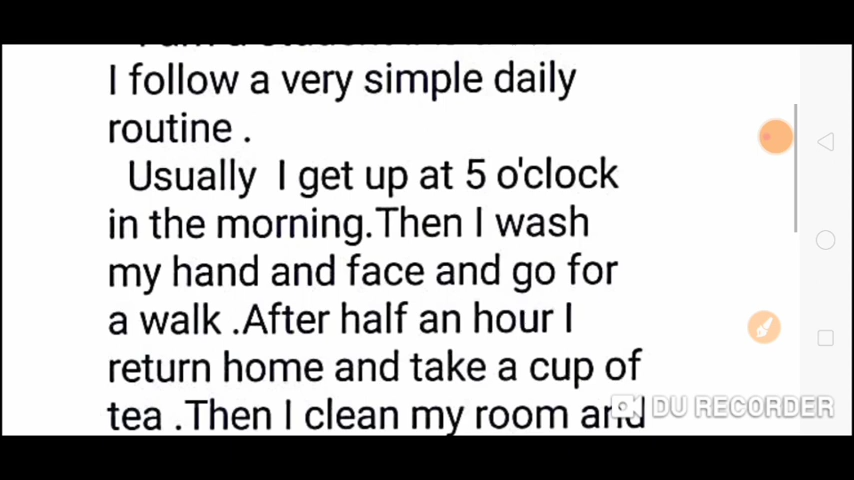 I follow a very simple daily
routine .
Usually I get up at 5 o'clock
in the morning.Then I wash
my hand and face and go for
a walk .After half an hour I
return home and take a cup of
tea .Then I clean my room and
DU RECORDER